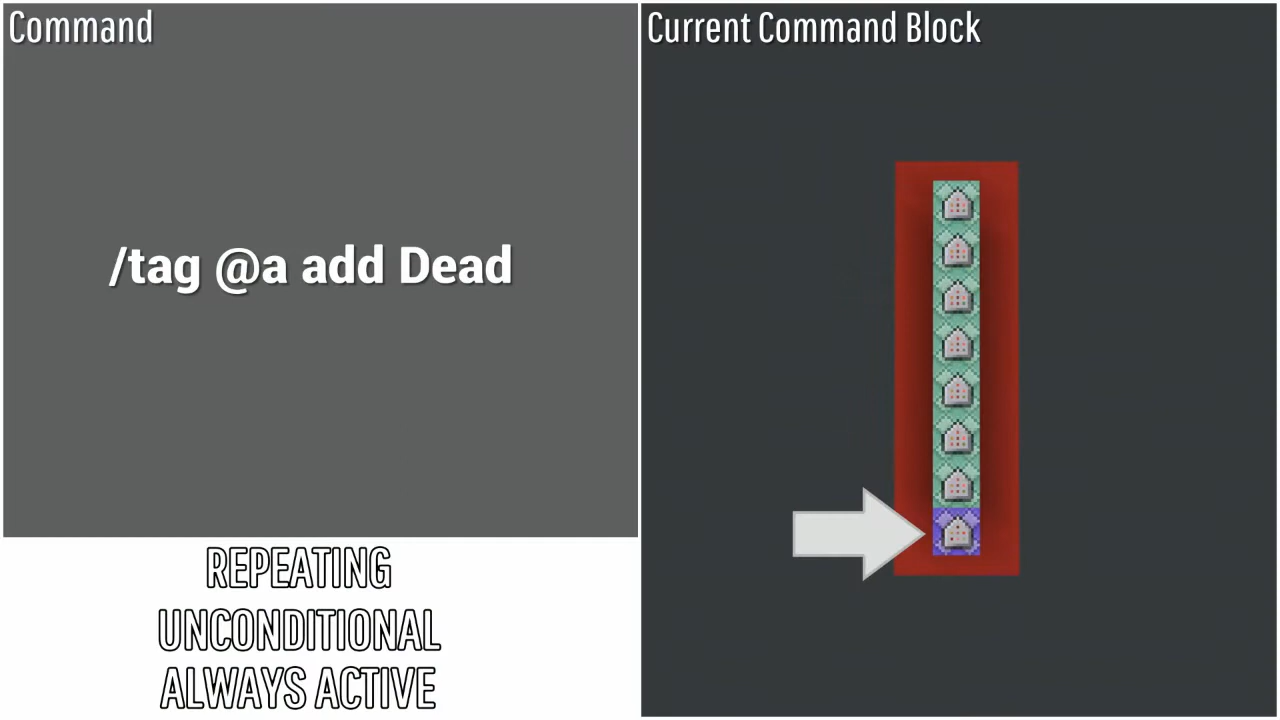 Command
Current Command Block
/tag @a add Dead
REPEATING
UNCONDITIONAL
ALWAYS ACTIVE